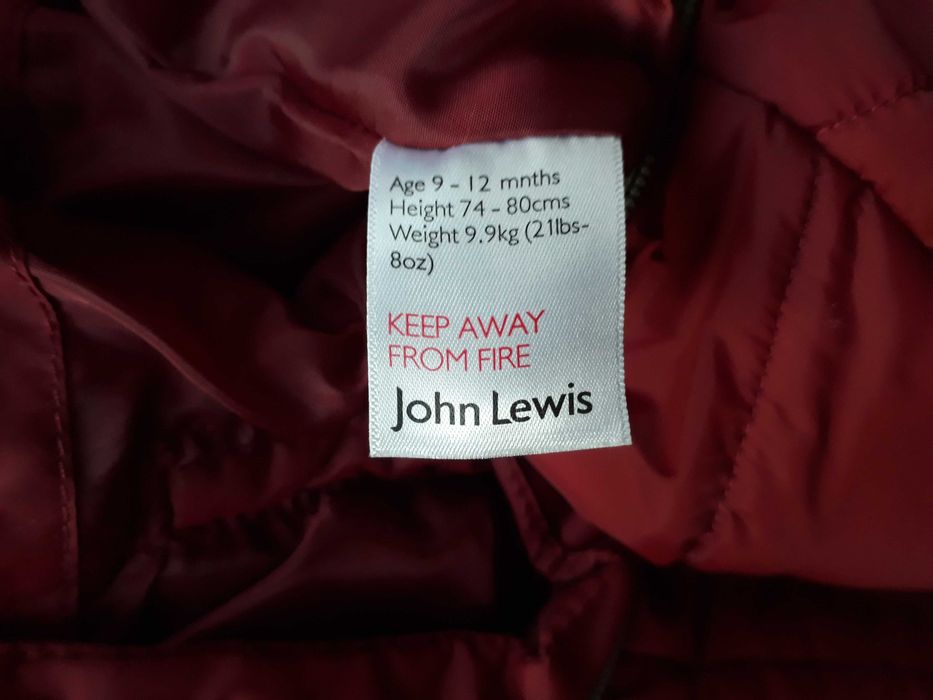 Age 9 - 12 mnths
Height 74 - 80cms
Weight 9.9kg (21lbs-
8oz)
KEEP AWAY
FROM FIRE
John Lewis